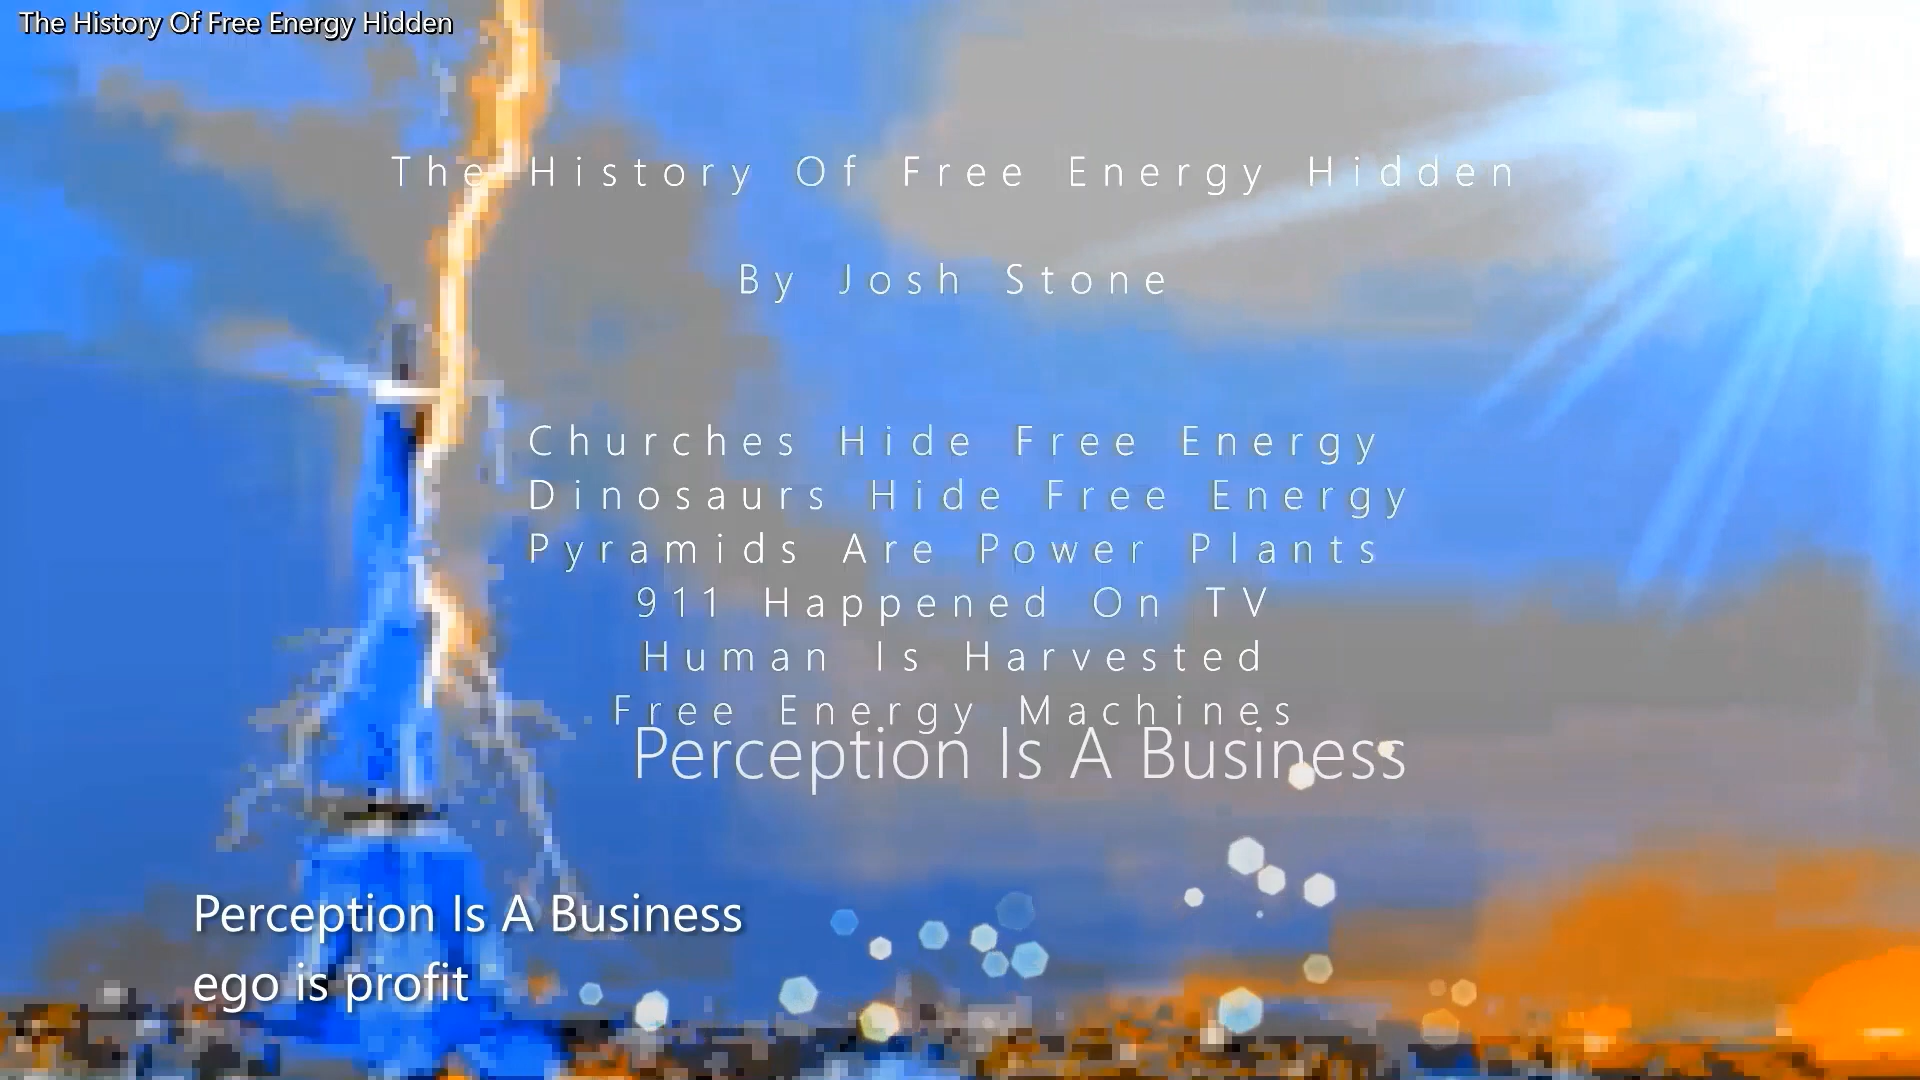 The History Of Free Energy Hidden
The History Of Free Energy Hidden
By Josh Stone
Churches Hide Free Energy
Dinosaurs Hide Free Energy
Pyramids Are Power Plants
911 Happened On TV
Human Is Harvested
Free Energy Machines
Perception Is A Business
Perception Is A Business
ego is profit